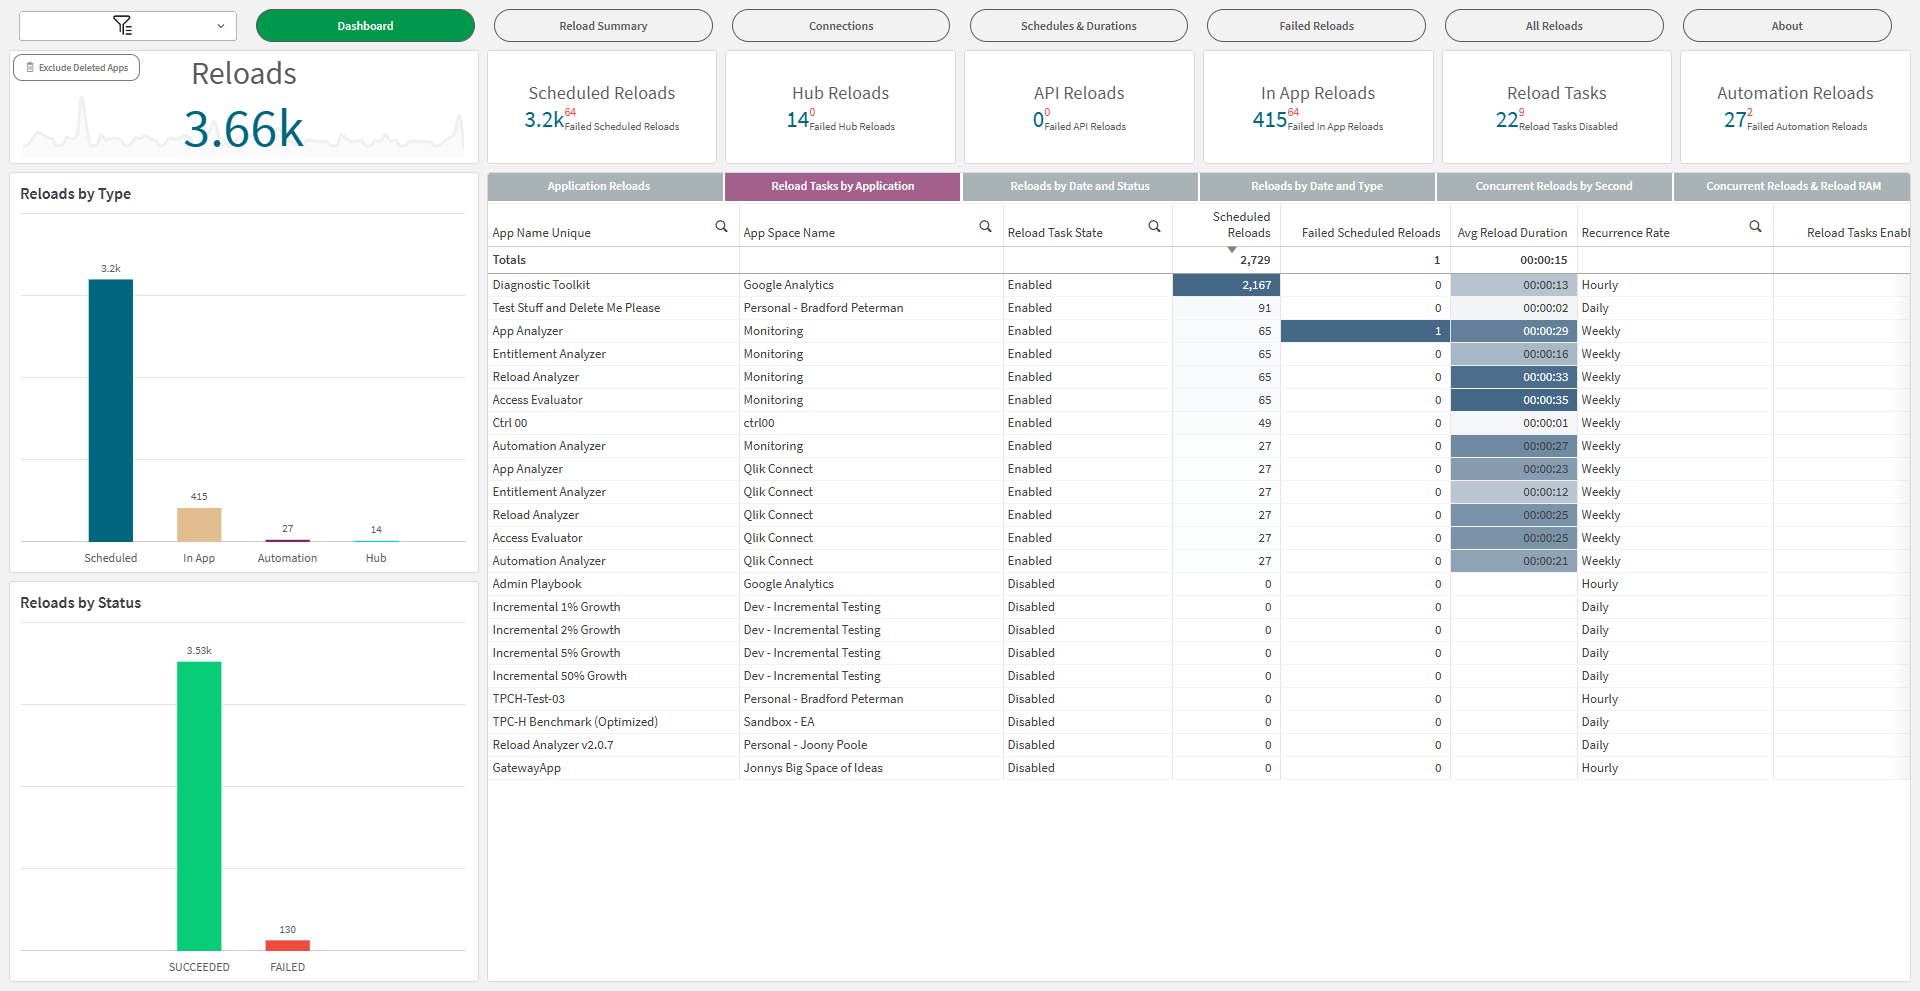 Dashboard
Reload Summary
Connections
Schedules & Durations
Failed Reloads
All Reloads
About
Exclude Deleted Apps
Reloads
3.66k
Scheduled Reloads
3.2k 64 Failed Scheduled Reloads
Hub Reloads
14 0 Failed Hub Reloads
API Reloads
0 0 Failed API Reloads
In App Reloads
415 64 Failed In App Reloads
Reload Tasks
22 9 Reload Tasks Disabled
Automation Reloads
27 2 Failed Automation Reloads
Reloads by Type
3.2k
415
27
14
Scheduled In App Automation Hub
Reloads by Status
3.53k
130
SUCCEEDED FAILED
Application Reloads
Reload Tasks by Application
Reloads by Date and Status
Reloads by Date and Type
Concurrent Reloads by Second
Concurrent Reloads & Reload RAM
App Name Unique App Space Name Reload Task State Scheduled Reloads Failed Scheduled Reloads Avg Reload Duration Recurrence Rate Reload Tasks Enabl
Totals 2,729 1 00:00:15
Diagnostic Toolkit Google Analytics Enabled 2,167 0 00:00:13 Hourly
Test Stuff and Delete Me Please Personal - Bradford Peterman Enabled 91 0 00:00:02 Daily
App Analyzer Monitoring Enabled 65 1 00:00:29 Weekly
Entitlement Analyzer Monitoring Enabled 65 0 00:00:16 Weekly
Reload Analyzer Monitoring Enabled 65 0 00:00:33 Weekly
Access Evaluator Monitoring Enabled 65 0 00:00:35 Weekly
Ctrl 00 ctrl00 Enabled 49 0 00:00:01 Weekly
Automation Analyzer Monitoring Enabled 27 0 00:00:27 Weekly
App Analyzer Qlik Connect Enabled 27 0 00:00:23 Weekly
Entitlement Analyzer Qlik Connect Enabled 27 0 00:00:12 Weekly
Reload Analyzer Qlik Connect Enabled 27 0 00:00:25 Weekly
Access Evaluator Qlik Connect Enabled 27 0 00:00:25 Weekly
Automation Analyzer Qlik Connect Enabled 27 0 00:00:21 Weekly
Admin Playbook Google Analytics Disabled 0 0 Hourly
Incremental 1% Growth Dev - Incremental Testing Disabled 0 0 Daily
Incremental 2% Growth Dev - Incremental Testing Disabled 0 0 Daily
Incremental 5% Growth Dev - Incremental Testing Disabled 0 0 Daily
Incremental 50% Growth Dev - Incremental Testing Disabled 0 0 Daily
TPCH-Test-03 Personal - Bradford Peterman Disabled 0 0 Hourly
TPC-H Benchmark (Optimized) Sandbox - EA Disabled 0 0 Daily
Reload Analyzer v2.0.7 Personal - Joony Poole Disabled 0 0 Daily
GatewayApp Jonnys Big Space of Ideas Disabled 0 0 Hourly